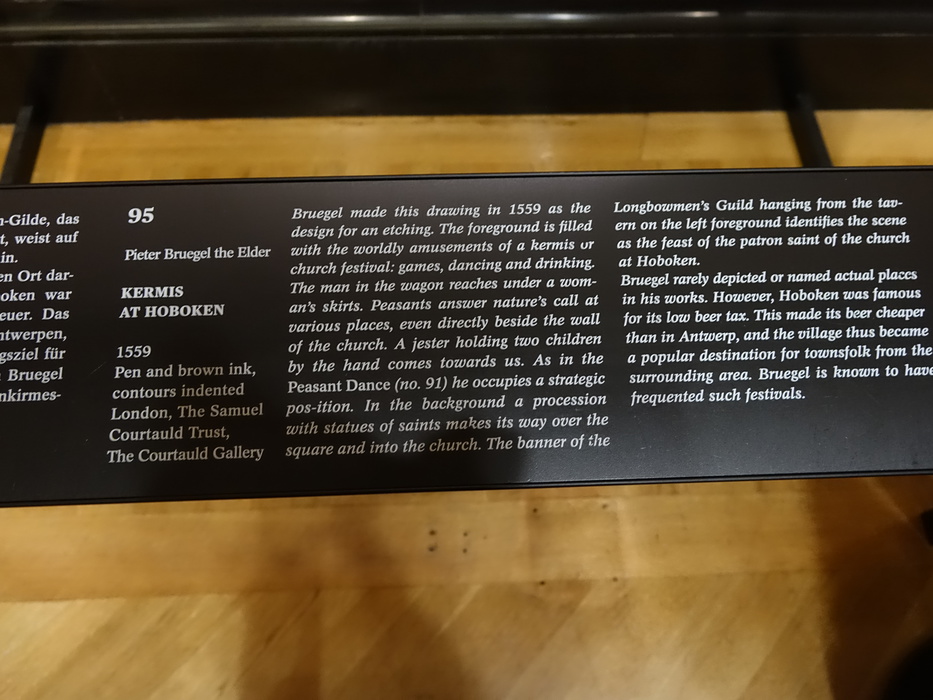 n-Gilde, das
t, weist auf
in.
en Ort dar-
oken war
euer. Das
ntwerpen,
gsziel für
Bruegel
nkirmes-
95
Pieter Bruegel the Elder
KERMIS
AT HOBOKEN
1559
Pen and brown ink,
contours indented
London, The Samuel
Courtauld Trust,
The Courtauld Gallery
Bruegel made this drawing in 1559 as the
design for an etching. The foreground is filled
with the worldly amusements of a kermis or
church festival: games, dancing and drinking.
The man in the wagon reaches under a wom-
an's skirts. Peasants answer nature's call at
various places, even directly beside the wall
of the church. A jester holding two children
by the hand comes towards us. As in the
Peasant Dance (no. 91) he occupies a strategic
pos-ition. In the background a procession
with statues of saints makes its way over the
square and into the church. The banner of the
Longbowmen's Guild hanging from the tav-
ern on the left foreground identifies the scene
as the feast of the patron saint of the church
at Hoboken.
Bruegel rarely depicted or named actual places
in his works. However, Hoboken was famous
for its low beer tax. This made its beer cheaper
than in Antwerp, and the village thus became
a popular destination for townsfolk from the
surrounding area. Bruegel is known to have
frequented such festivals.